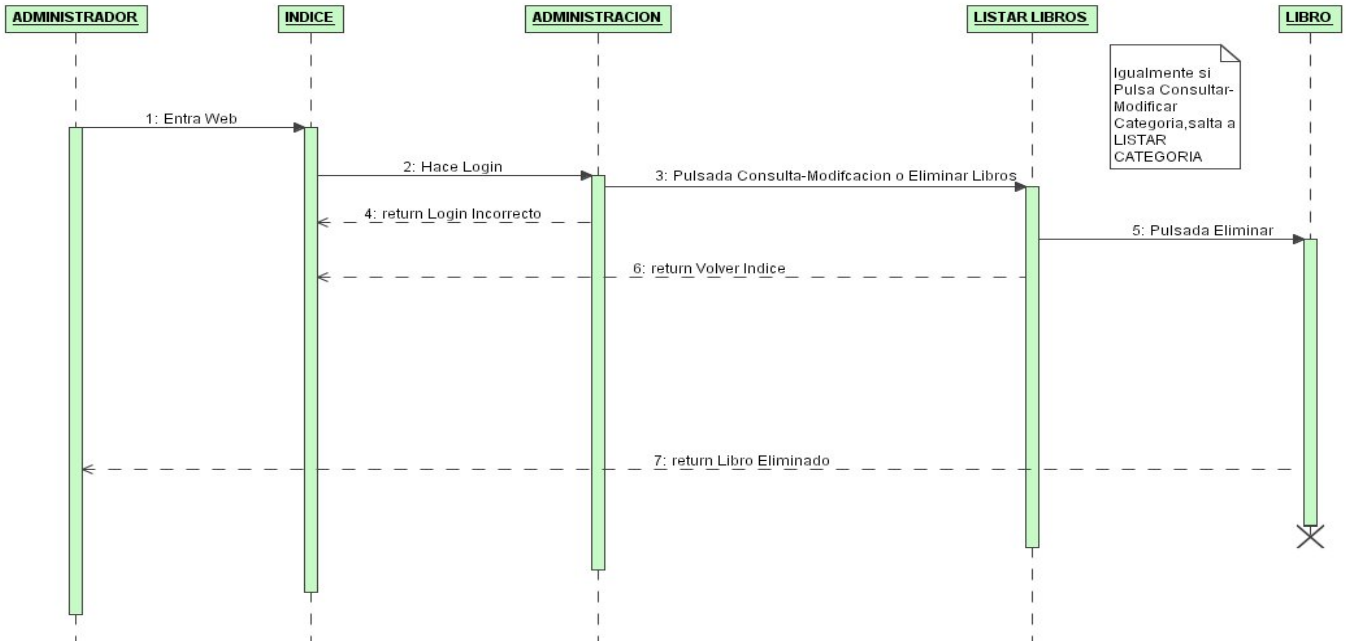 ADMINISTRADOR
INDICE
ADMINISTRACION
LISTAR LIBROS
LIBRO
Igualmente si
Pulsa Consultar-
Modificar
Categoria,salta a
LISTAR
CATEGORIA
1: Entra Web
2: Hace Login
3: Pulsada Consulta-Modifcacion o Eliminar Libros
4: return Login Incorrecto
5: Pulsada Eliminar
6: return Volver Indice
7: return Libro Eliminado